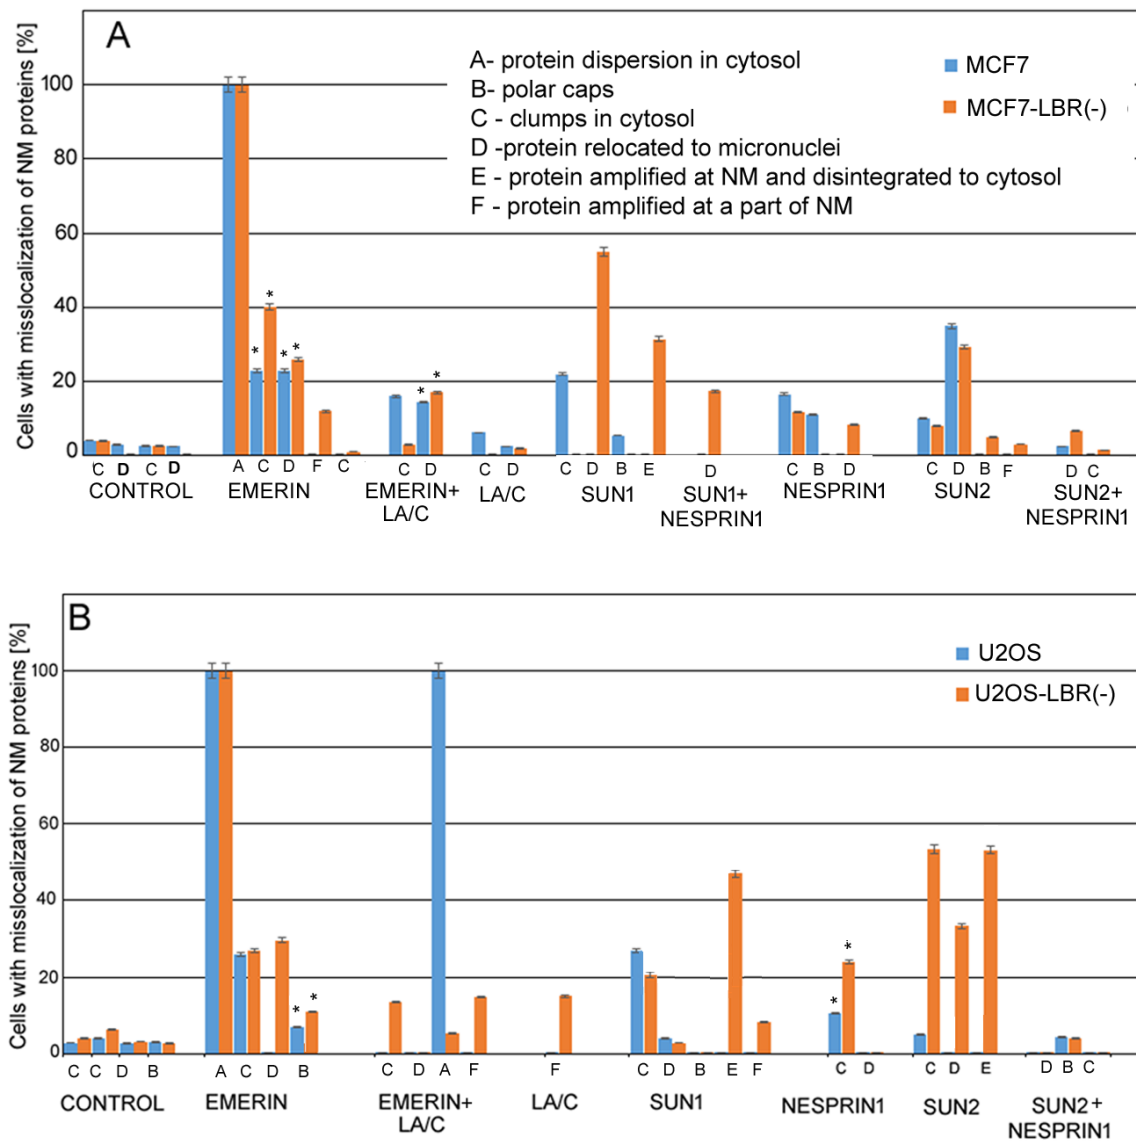 Cells with misslocalization of NM proteins [%]
A
A- protein dispersion in cytosol
B- polar caps
C - clumps in cytosol
D -protein relocated to micronuclei
E - protein amplified at NM and disintegrated to cytosol
F - protein amplified at a part of NM
MCF7
MCF7-LBR(-)
100
80
60
40
20
0
* * * * * *
C D C D A C D F C C D C D C D B E D C B D C D B F D C
CONTROL EMERIN EMERIN+ LA/C SUN1 SUN1+ NESPRIN1 SUN2 SUN2+
LA/C NESPRIN1 NESPRIN1
Cells with misslocalization of NM proteins [%]
B
U2OS
U2OS-LBR(-)
100
80
60
40
20
0
* * * *
C C D B A C D B C D A F F C D B E F C D C D E D B C
CONTROL EMERIN EMERIN+ LA/C SUN1 NESPRIN1 SUN2 SUN2+
LA/C NESPRIN1